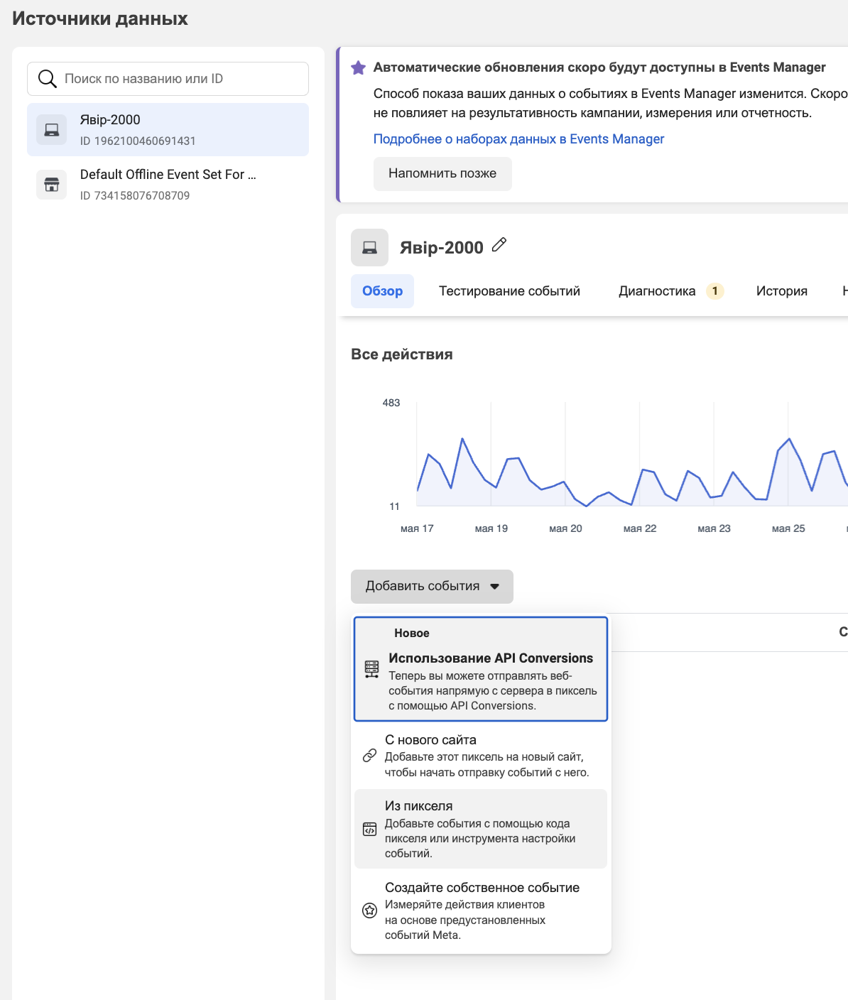 Источники данных
Поиск по названию или ID
Явір-2000
ID 1962100460691431
Default Offline Event Set For ...
ID 734158076708709
Автоматические обновления скоро будут доступны в Events Manager
Способ показа ваших данных о событиях в Events Manager изменится. Скоро
не повлияет на результативность кампании, измерения или отчетность.
Подробнее о наборах данных в Events Manager
Напомнить позже
Явір-2000
Обзор Тестирование событий Диагностика 1 История
Все действия
483
11
мая 17 мая 19 мая 20 мая 22 мая 23 мая 25
Добавить события
Новое
Использование API Conversions
Теперь вы можете отправлять веб-
события напрямую с сервера в пиксель
с помощью API Conversions.
С нового сайта
Добавьте этот пиксель на новый сайт,
чтобы начать отправку событий с него.
Из пикселя
Добавьте события с помощью кода
пикселя или инструмента настройки
событий.
Создайте собственное событие
Измеряйте действия клиентов
на основе предустановленных
событий Meta.